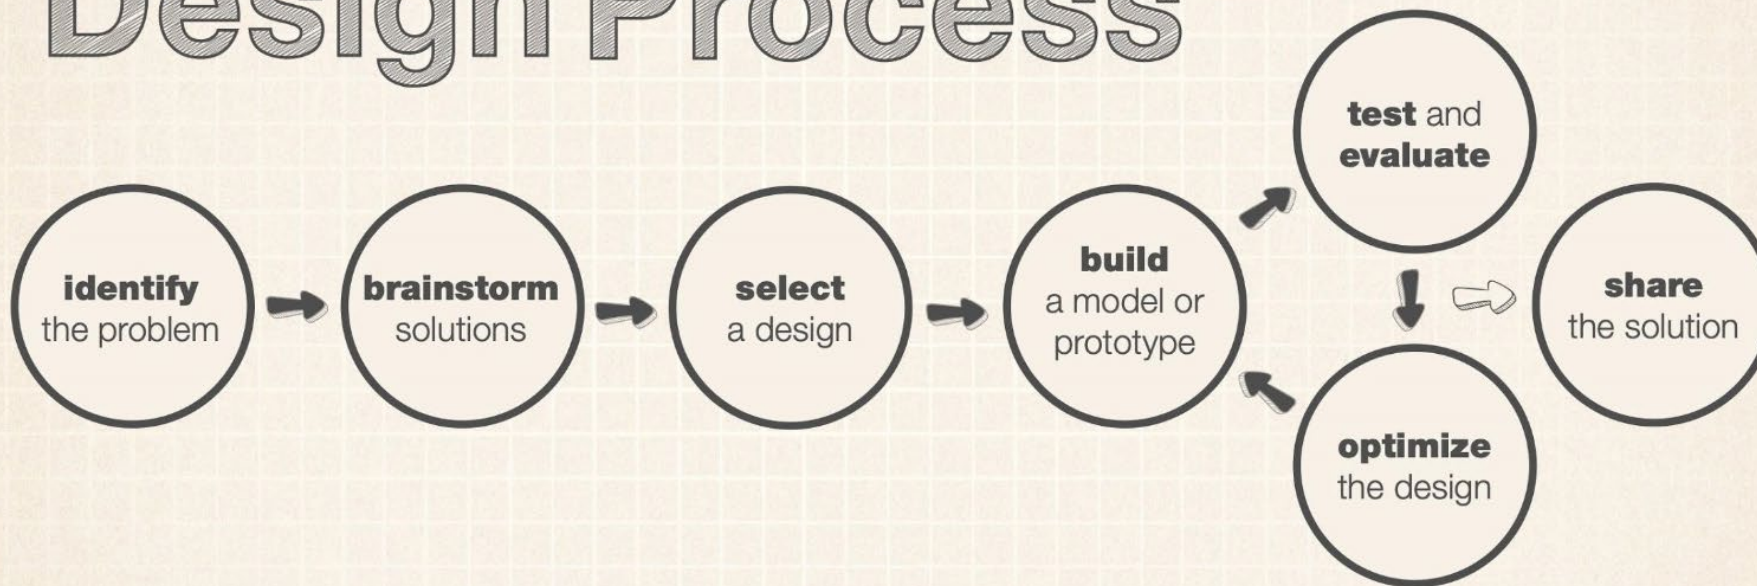 Design Process
identify
the problem
brainstorm
solutions
select
a design
build
a model or
prototype
test and
evaluate
optimize
the design
share
the solution